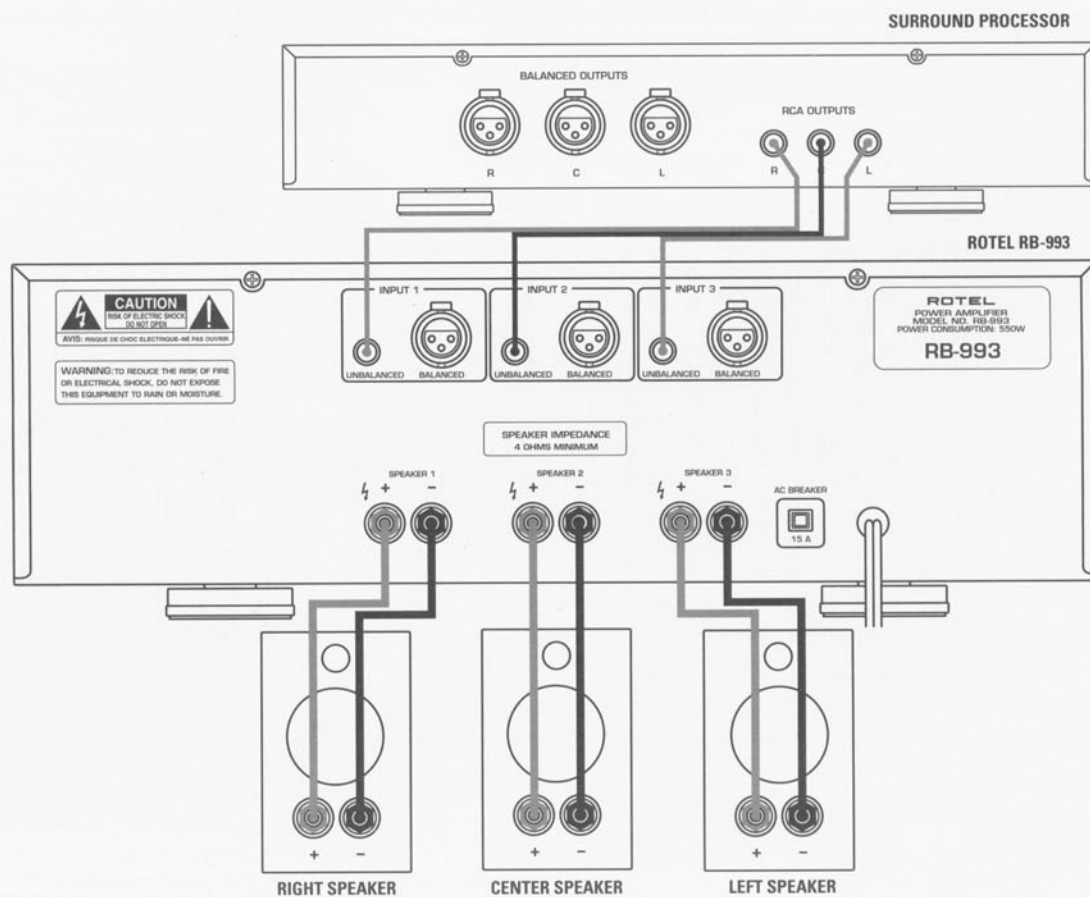 SURROUND PROCESSOR
BALANCED OUTPUTS
RCA OUTPUTS
R
C
L
R
L
ROTEL RB-993
CAUTION
RISK OF ELECTRIC SHOCK
DO NOT OPEN
AVIS: RISQUE DE CHOC ELECTRIQUE-NE PAS OUVRIR
WARNING: TO REDUCE THE RISK OF FIRE
OR ELECTRICAL SHOCK, DO NOT EXPOSE
THIS EQUIPMENT TO RAIN OR MOISTURE.
INPUT 1
UNBALANCED
BALANCED
INPUT 2
UNBALANCED
BALANCED
INPUT 3
UNBALANCED
BALANCED
ROTEL
POWER AMPLIFIER
MODEL NO. RB-993
POWER CONSUMPTION: 550W
RB-993
SPEAKER IMPEDANCE
4 OHMS MINIMUM
SPEAKER 1
+ −
SPEAKER 2
+ −
SPEAKER 3
+ −
AC BREAKER
15 A
+ −
+ −
+ −
RIGHT SPEAKER
CENTER SPEAKER
LEFT SPEAKER